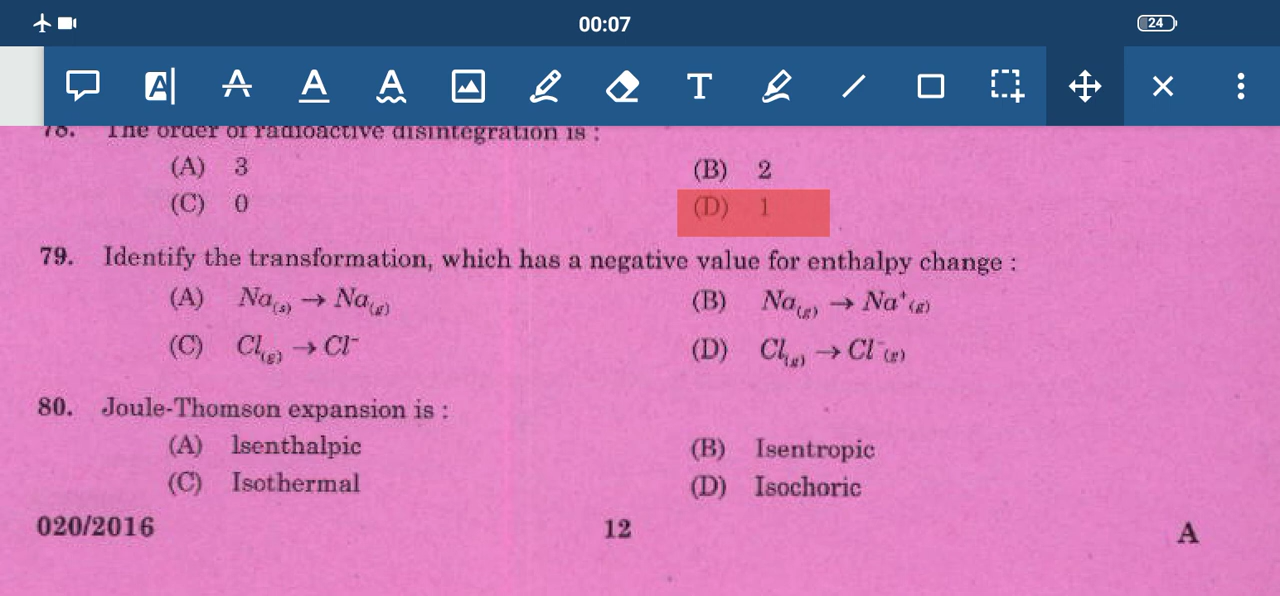 00:07
24
78. The order of radioactive disintegration is :
(A) 3 (B) 2
(C) 0 (D) 1
79. Identify the transformation, which has a negative value for enthalpy change :
(A) Na(s) → Na(g) (B) Na(g) → Na⁺(g)
(C) Cl(g) → Cl⁻ (D) Cl(g) → Cl⁻(g)
80. Joule-Thomson expansion is :
(A) lsenthalpic (B) Isentropic
(C) Isothermal (D) Isochoric
020/2016 12 A